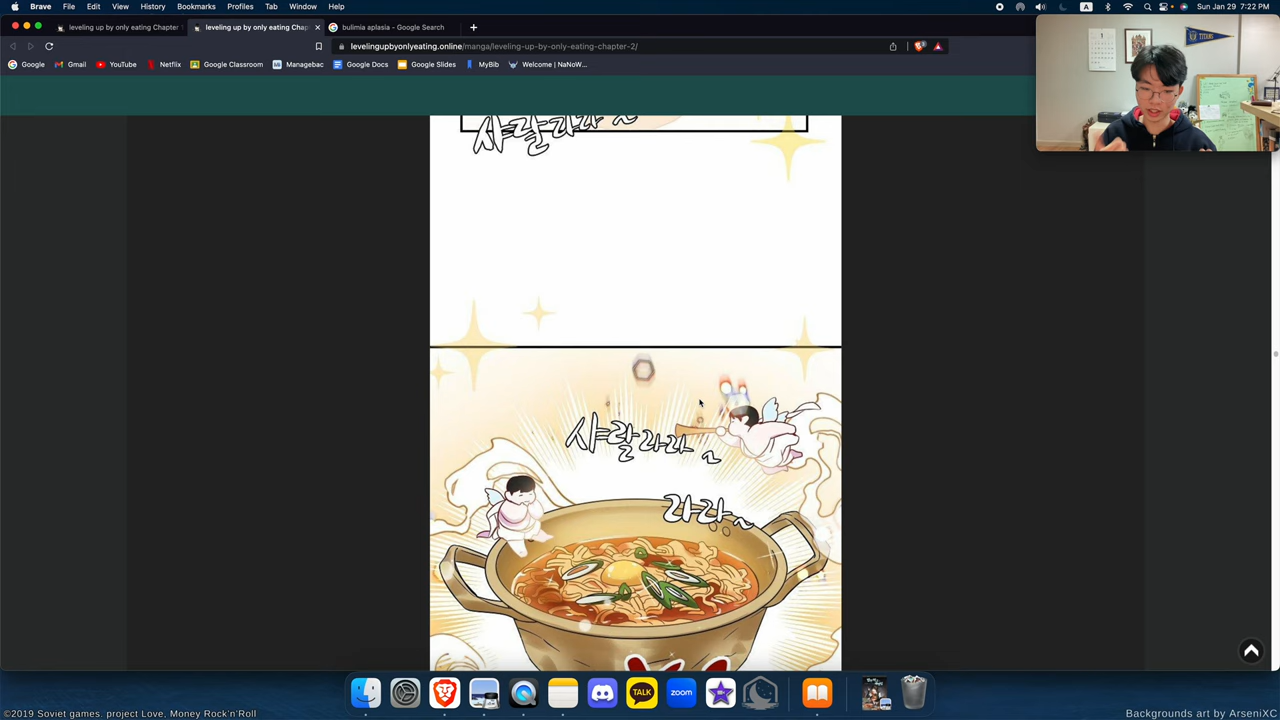 Brave File Edit View History Bookmarks Profiles Tab Window Help
A Sun Jan 29 7:22 PM
leveling up by only eating Chapter
leveling up by only eating Chap
bulimia aplasia - Google Search
levelingupbyonlyeating.online/manga/leveling-up-by-only-eating-chapter-2/
Google Gmail YouTube Netflix Google Classroom Managebac Google Docs Google Slides MyBib Welcome | NaNoW...
TITANS
샤랄라라~
샤랄라라~
라라~
TALK
zoom
©2019 Soviet games. project Love, Money Rock'n'Roll
Backgrounds art by ArseniXC